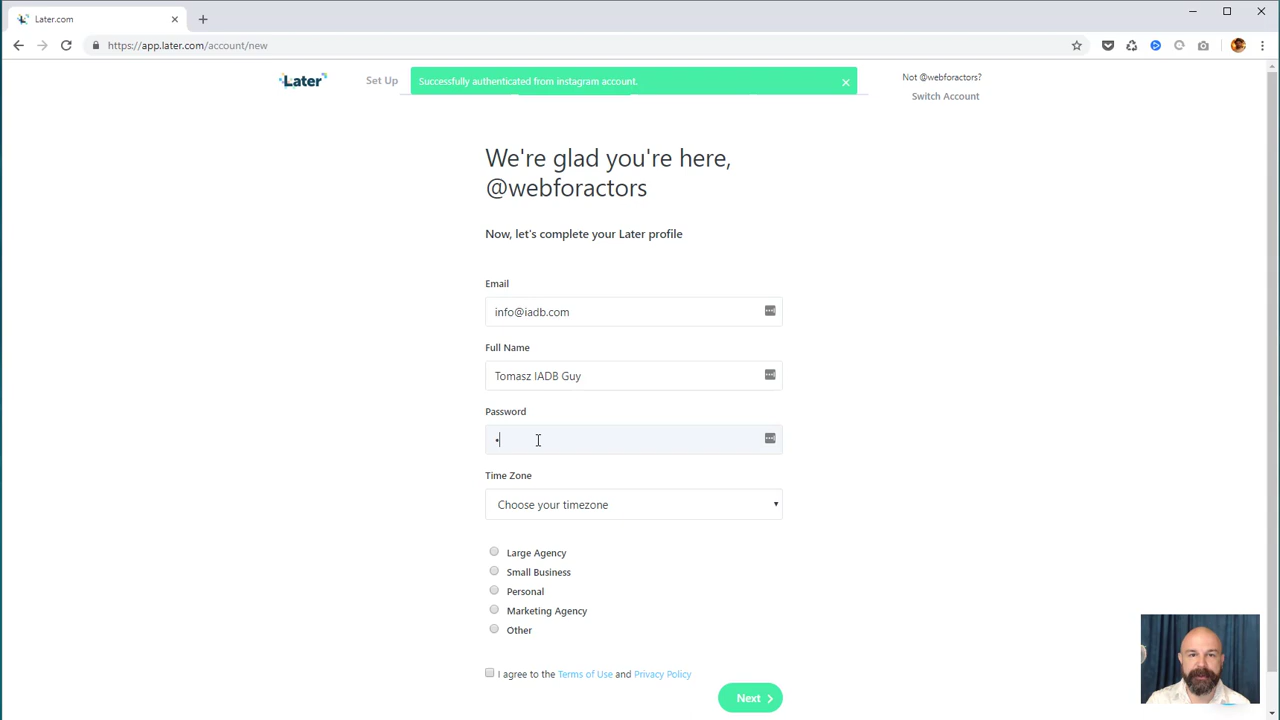 Later.com
https://app.later.com/account/new
Later
Set Up
Successfully authenticated from instagram account.
Not @webforactors?
Switch Account
We're glad you're here,
@webforactors
Now, let's complete your Later profile
Email
info@iadb.com
Full Name
Tomasz IADB Guy
Password
Time Zone
Choose your timezone
Large Agency
Small Business
Personal
Marketing Agency
Other
I agree to the Terms of Use and Privacy Policy
Next